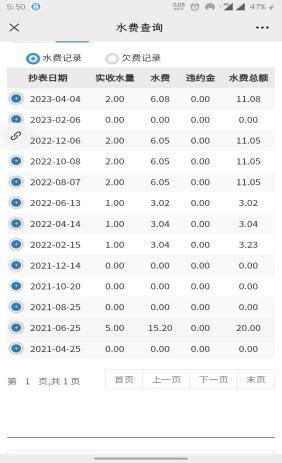 5:50
47%
水费查询
水费记录 欠费记录
抄表日期 实收水量 水费 违约金 水费总额
2023-04-04 2.00 6.08 0.00 11.08
2023-02-06 0.00 0.00 0.00 0.00
2022-12-06 2.00 6.05 0.00 11.05
2022-10-08 2.00 6.05 0.00 11.05
2022-08-07 2.00 6.05 0.00 11.05
2022-06-13 1.00 3.02 0.00 3.02
2022-04-14 1.00 3.04 0.00 3.04
2022-02-15 1.00 3.04 0.00 3.23
2021-12-14 0.00 0.00 0.00 0.00
2021-10-20 0.00 0.00 0.00 0.00
2021-08-25 0.00 0.00 0.00 0.00
2021-06-25 5.00 15.20 0.00 20.00
2021-04-25 0.00 0.00 0.00 0.00
第 1 页,共1页 首页 上一页 下一页 末页